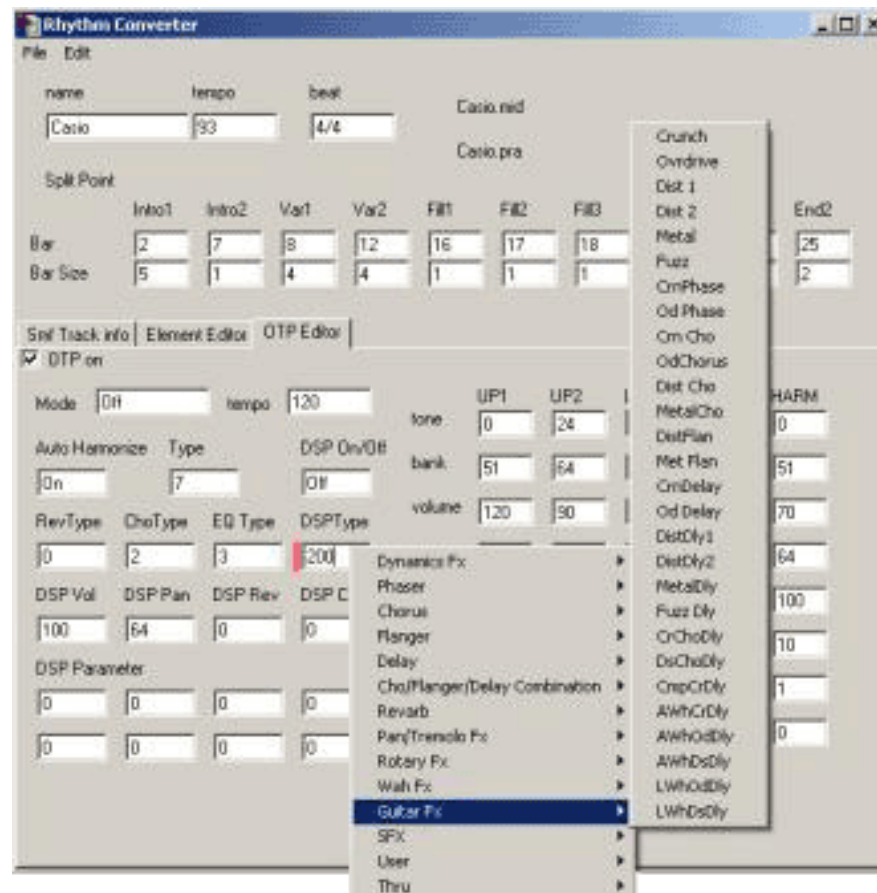 Rhythm Converter
File Edit
name tempo beat
Casio 93 4/4
Casio.mid
Casio.pra
Split Point
Intro1 Intro2 Var1 Var2 Fill1 Fill2 Fill3 End2
Bar 2 7 8 12 16 17 18 25
Bar Size 5 1 4 4 1 1 1 2
Smf Track info Element Editor OTP Editor
OTP on
Mode Off tempo 120
UP1 UP2 HARM
tone 0 24 0
Auto Harmonize Type DSP On/Off
On 7 Off
bank 51 64 51
volume 120 90 70
RevType ChoType EQ Type DSPType
0 2 3 200
64
DSP Vol DSP Pan DSP Rev DSP C
100 64 0 0
100
10
DSP Parameter
0 0 0 0
1
0 0 0 0
0
Dynamics Fx
Phaser
Chorus
Flanger
Delay
Cho/Flanger/Delay Combination
Revarb
Pan/Tremolo Fx
Rotary Fx
Wah Fx
Guitar Fx
SFX
User
Thru
Crunch
Ovrdrive
Dist 1
Dist 2
Metal
Fuzz
CrnPhase
Od Phase
Crn Cho
OdChorus
Dist Cho
MetalCho
DistFlan
Met Flan
CrnDelay
Od Delay
DistDly1
DistDly2
MetalDly
Fuzz Dly
CrChoDly
DsChoDly
CmpCrDly
AWhCrDly
AWhOdDly
AWhDsDly
LWhOdDly
LWhDsDly